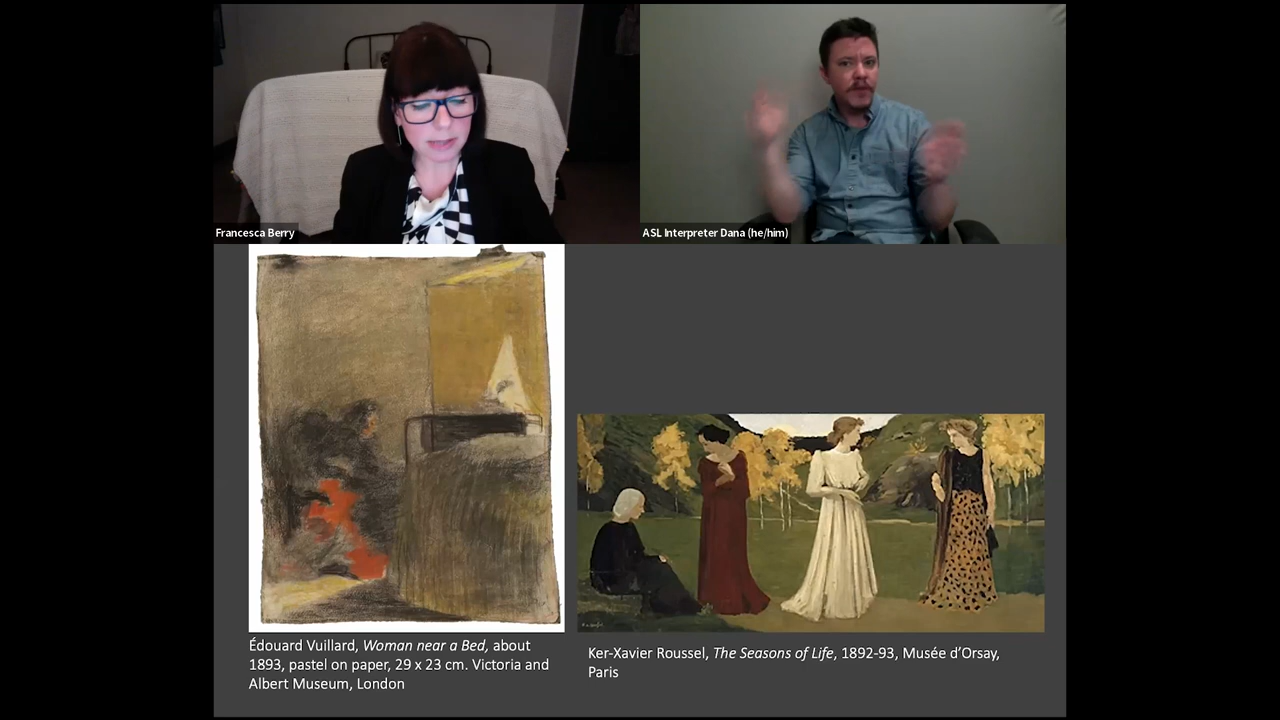 Francesca Berry
ASL Interpreter Dana (he/him)
Édouard Vuillard, Woman near a Bed, about
1893, pastel on paper, 29 x 23 cm. Victoria and
Albert Museum, London
Ker-Xavier Roussel, The Seasons of Life, 1892-93, Musée d’Orsay,
Paris